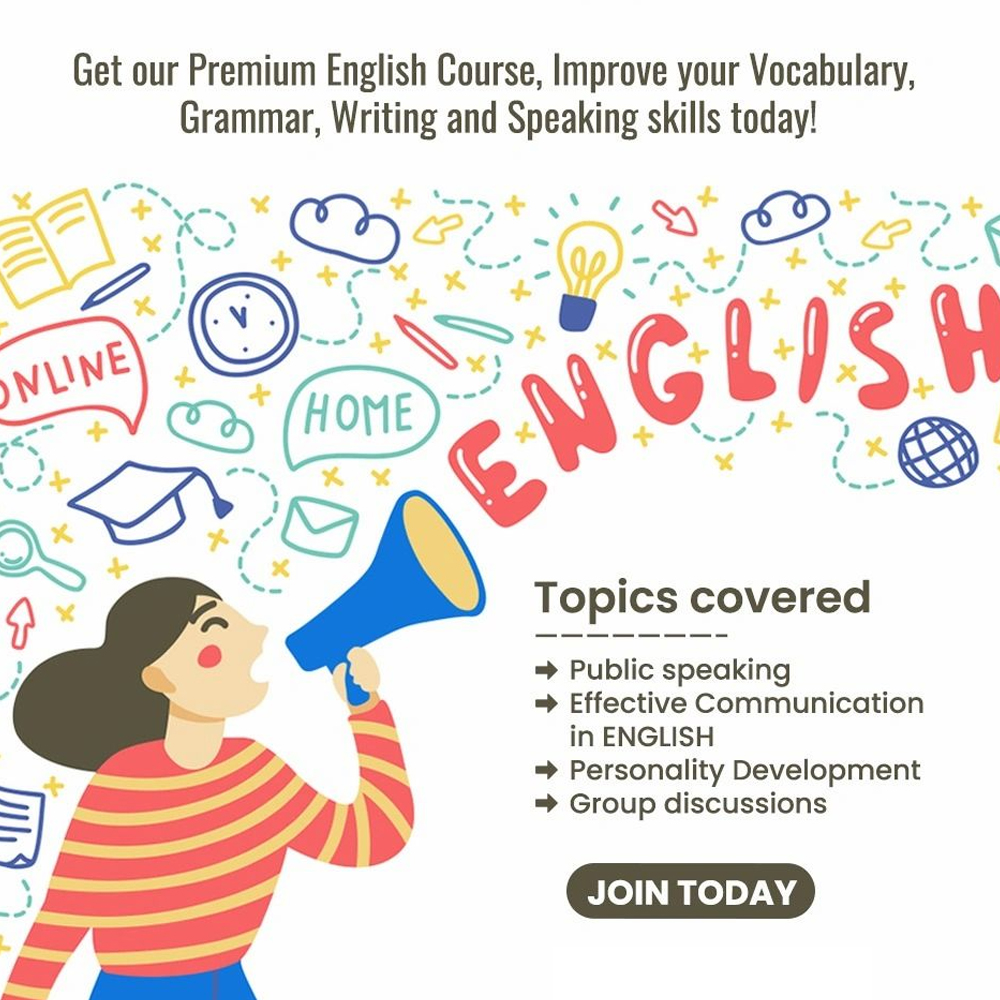 Get our Premium English Course, Improve your Vocabulary,
Grammar, Writing and Speaking skills today!
ONLINE
HOME
ENGLISH
Topics covered
Public speaking
Effective Communication
in ENGLISH
Personality Development
Group discussions
JOIN TODAY